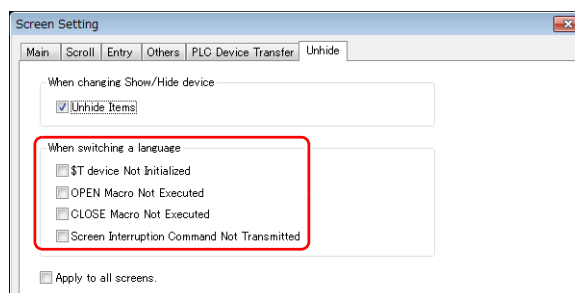 Screen Setting
Main Scroll Entry Others PLC Device Transfer Unhide
When changing Show/Hide device
Unhide Items
When switching a language
$T device Not Initialized
OPEN Macro Not Executed
CLOSE Macro Not Executed
Screen Interruption Command Not Transmitted
Apply to all screens.